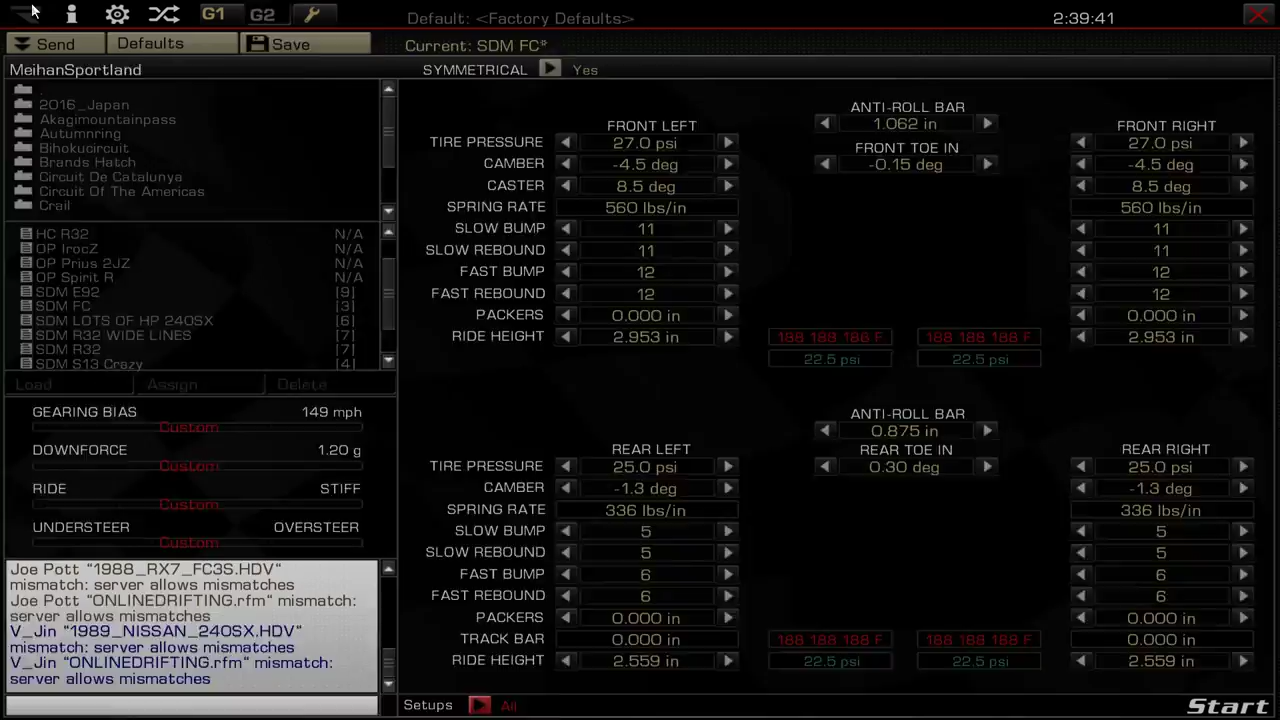 G1 G2 Default: <Factory Defaults> 2:39:41
Send Defaults Save Current: SDM FC*
MeihanSportland
SYMMETRICAL Yes
.
2016_Japan
Akagimountainpass
Autumnring
Bihokucircuit
Brands Hatch
Circuit De Catalunya
Circuit Of The Americas
Crail
HC R32 N/A
OP IrocZ N/A
OP Prius 2JZ N/A
OP Spirit R N/A
SDM E92 [9]
SDM FC [3]
SDM LOTS OF HP 240SX [6]
SDM R32 WIDE LINES [7]
SDM R32 [7]
SDM S13 Crazy [4]
Load Assign Delete
GEARING BIAS 149 mph
Custom
DOWNFORCE 1.20 g
Custom
RIDE STIFF
Custom
UNDERSTEER OVERSTEER
Custom
Joe Pott "1988_RX7_FC3S.HDV"
mismatch: server allows mismatches
Joe Pott "ONLINEDRIFTING.rfm" mismatch:
server allows mismatches
V_Jin "1989_NISSAN_240SX.HDV"
mismatch: server allows mismatches
V_Jin "ONLINEDRIFTING.rfm" mismatch:
server allows mismatches
ANTI-ROLL BAR
1.062 in
FRONT LEFT FRONT RIGHT
TIRE PRESSURE 27.0 psi 27.0 psi
FRONT TOE IN
CAMBER -4.5 deg -0.15 deg -4.5 deg
CASTER 8.5 deg 8.5 deg
SPRING RATE 560 lbs/in 560 lbs/in
SLOW BUMP 11 11
SLOW REBOUND 11 11
FAST BUMP 12 12
FAST REBOUND 12 12
PACKERS 0.000 in 0.000 in
RIDE HEIGHT 2.953 in 188 188 186 F 188 188 188 F 2.953 in
22.5 psi 22.5 psi
ANTI-ROLL BAR
0.875 in
REAR LEFT REAR TOE IN REAR RIGHT
TIRE PRESSURE 25.0 psi 0.30 deg 25.0 psi
CAMBER -1.3 deg -1.3 deg
SPRING RATE 336 lbs/in 336 lbs/in
SLOW BUMP 5 5
SLOW REBOUND 5 5
FAST BUMP 6 6
FAST REBOUND 6 6
PACKERS 0.000 in 0.000 in
TRACK BAR 0.000 in 188 188 188 F 188 188 188 F 0.000 in
RIDE HEIGHT 2.559 in 22.5 psi 22.5 psi 2.559 in
Setups All Start